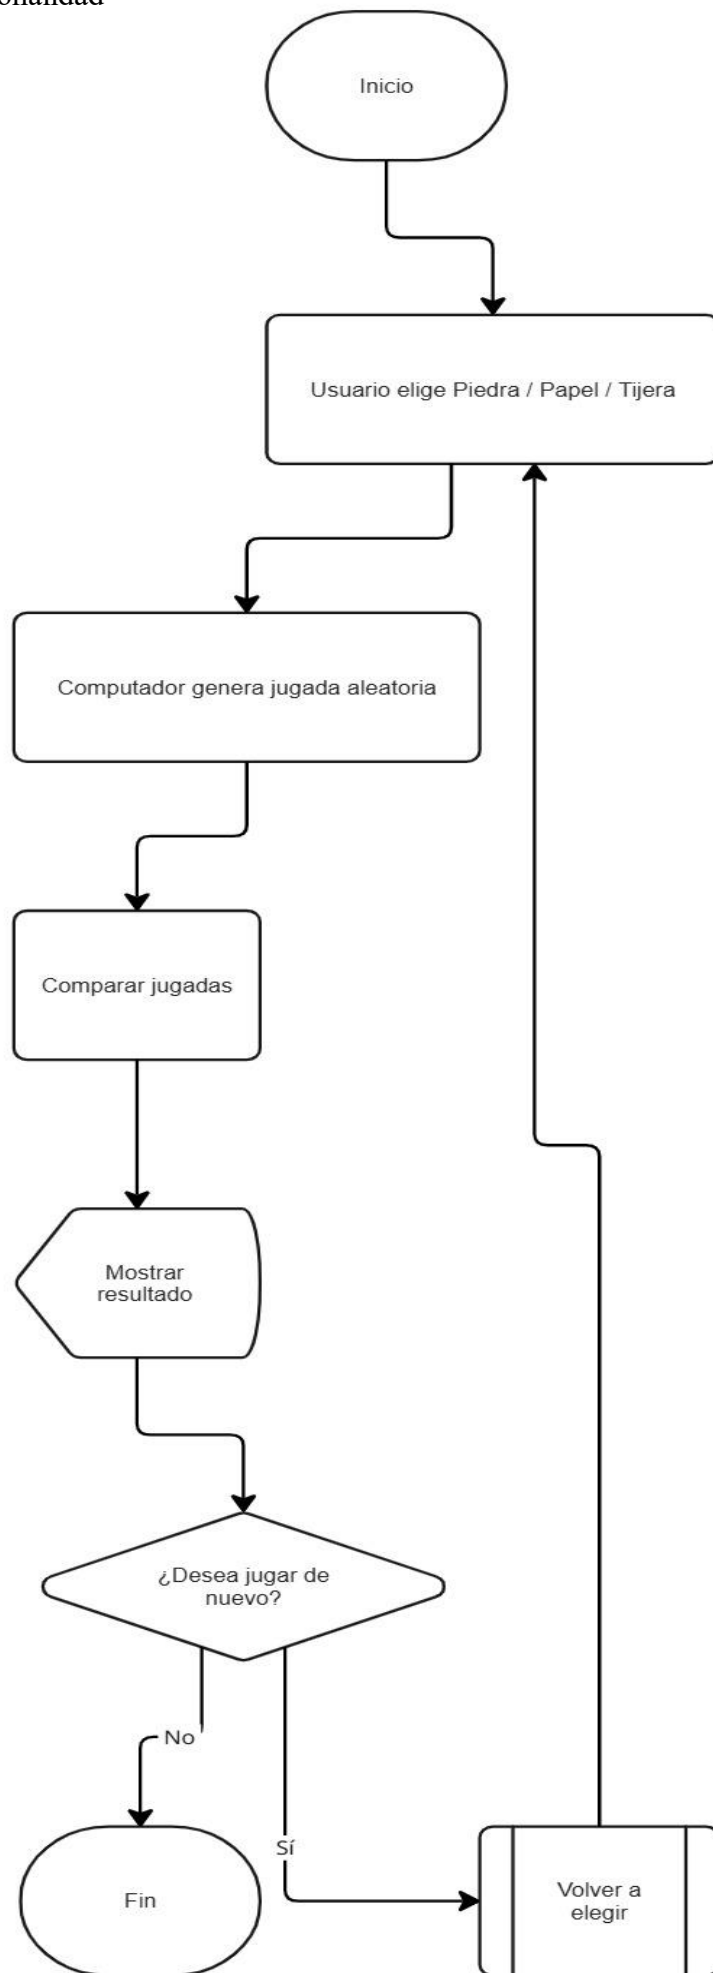 Inicio
Usuario elige Piedra / Papel / Tijera
Computador genera jugada aleatoria
Comparar jugadas
Mostrar
resultado
¿Desea jugar de
nuevo?
No
Sí
Fin
Volver a
elegir